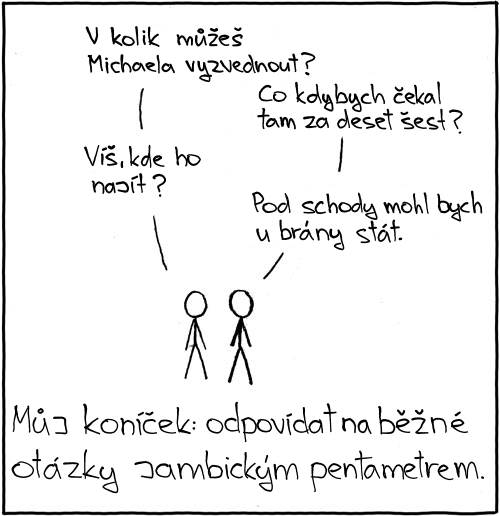 V kolik můžeš
Michaela vyzvednout?
Co kdybych čekal
tam za deset šest?
Víš, kde ho
najít?
Pod schody mohl bych
u brány stát.
Můj koníček: odpovídat na běžné
otázky jambickým pentametrem.